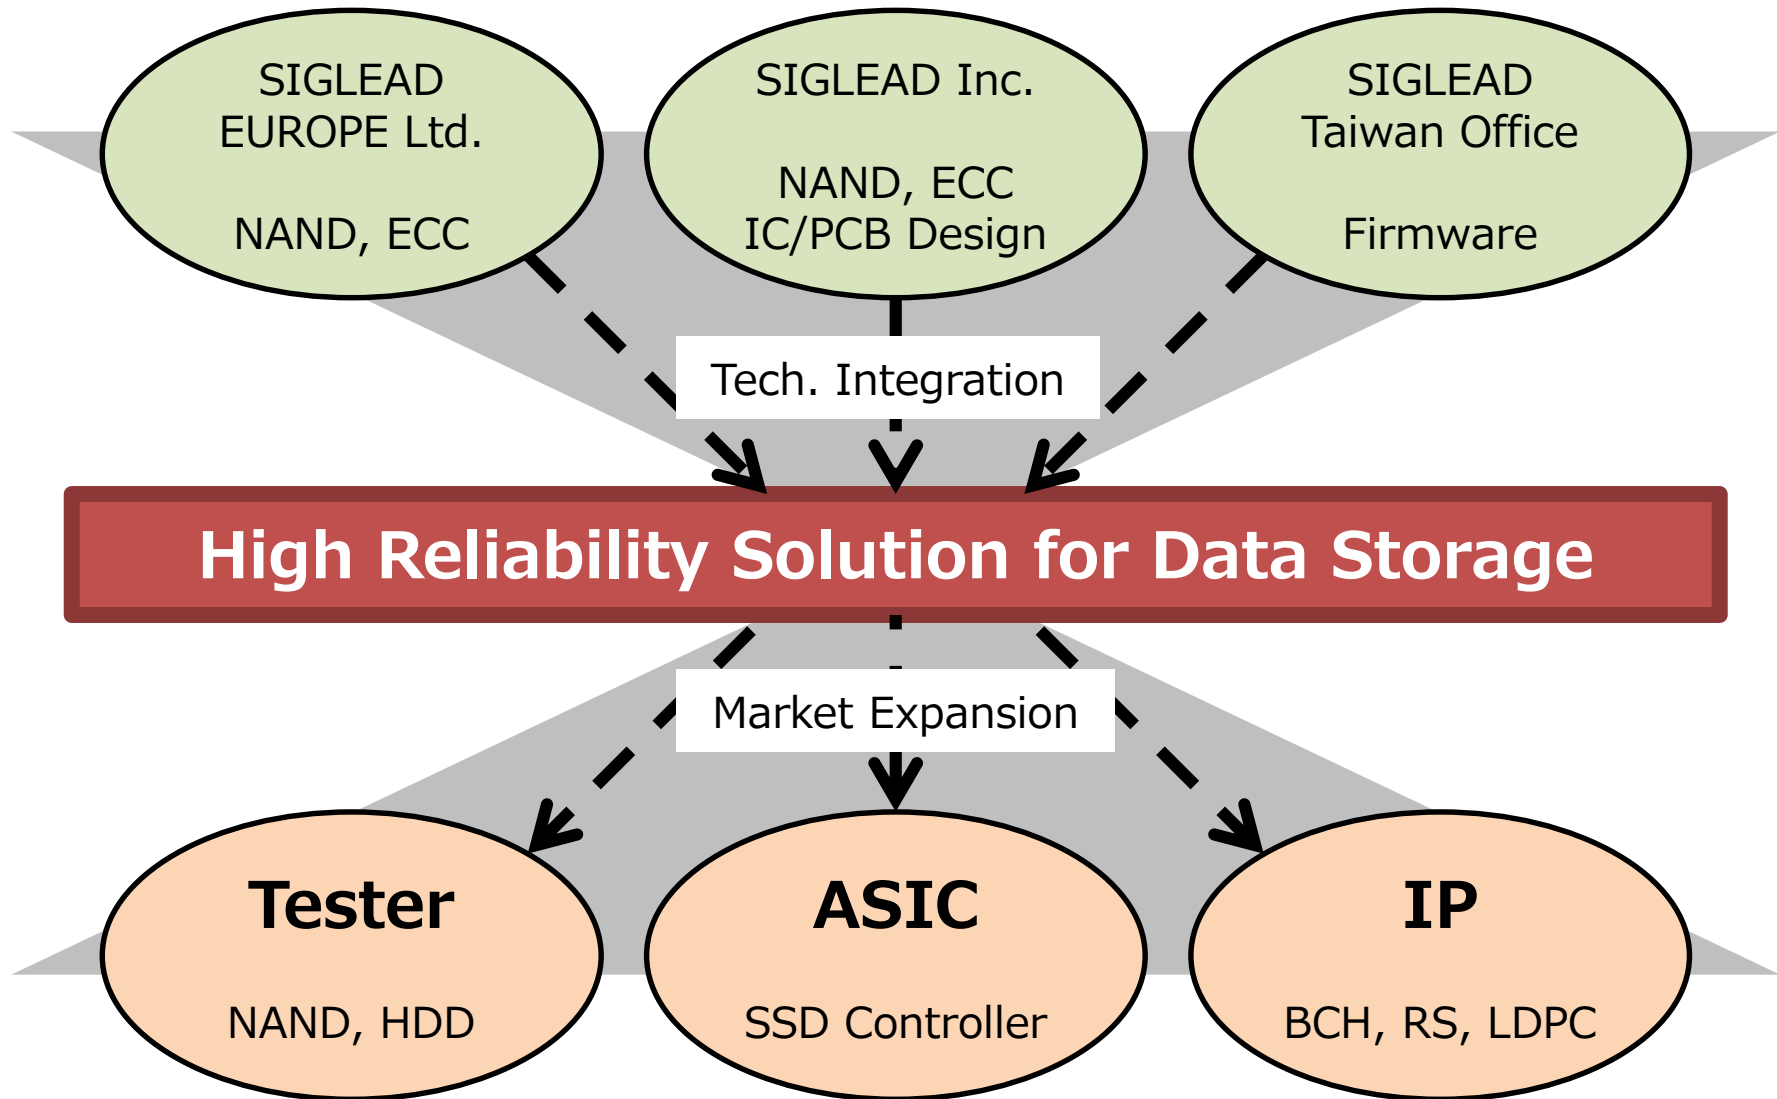 SIGLEAD
EUROPE Ltd.
NAND, ECC
SIGLEAD Inc.
NAND, ECC
IC/PCB Design
SIGLEAD
Taiwan Office
Firmware
Tech. Integration
High Reliability Solution for Data Storage
Market Expansion
Tester
NAND, HDD
ASIC
SSD Controller
IP
BCH, RS, LDPC